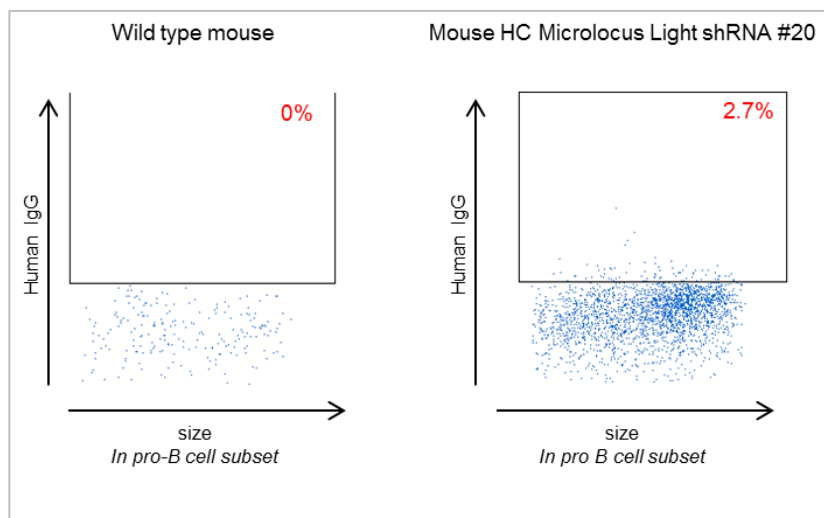 Wild type mouse
0%
Human IgG
size
In pro-B cell subset
Mouse HC Microlocus Light shRNA #20
2.7%
Human IgG
size
In pro B cell subset